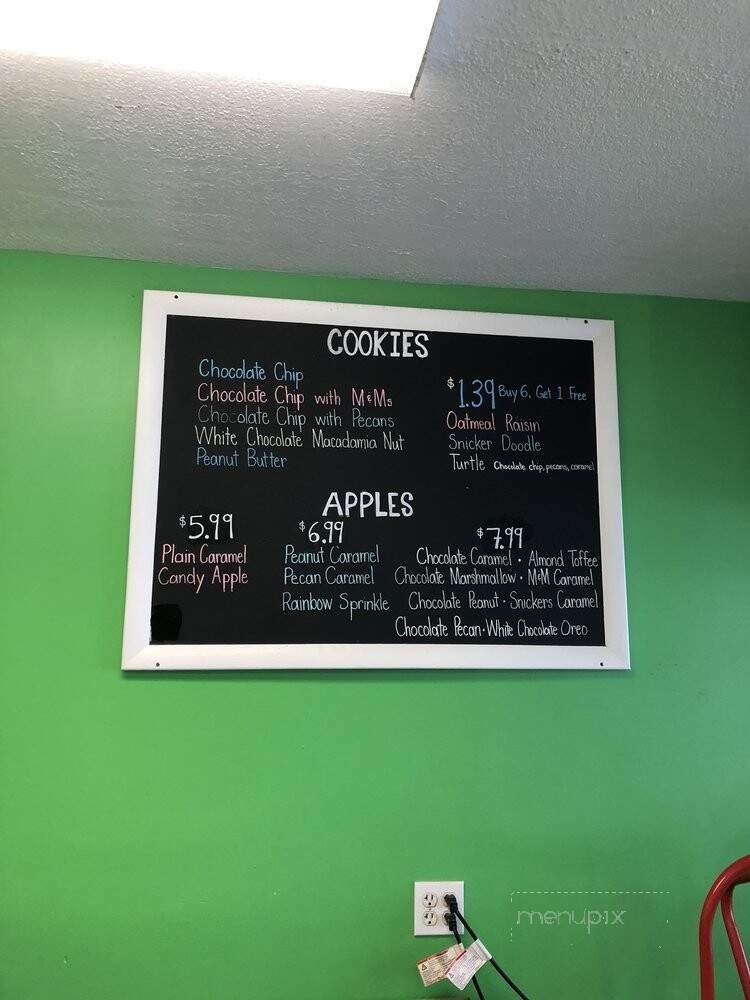 COOKIES
Chocolate Chip
Chocolate Chip with M&Ms
Chocolate Chip with Pecans
White Chocolate Macadamia Nut
Peanut Butter
$1.39 Buy 6, Get 1 Free
Oatmeal Raisin
Snicker Doodle
Turtle Chocolate chip, pecans, caramel
APPLES
$5.99
Plain Caramel
Candy Apple
$6.99
Peanut Caramel
Pecan Caramel
Rainbow Sprinkle
$7.99
Chocolate Caramel • Almond Toffee
Chocolate Marshmallow • M&M Caramel
Chocolate Peanut • Snickers Caramel
Chocolate Pecan • White Chocolate Oreo
menupix